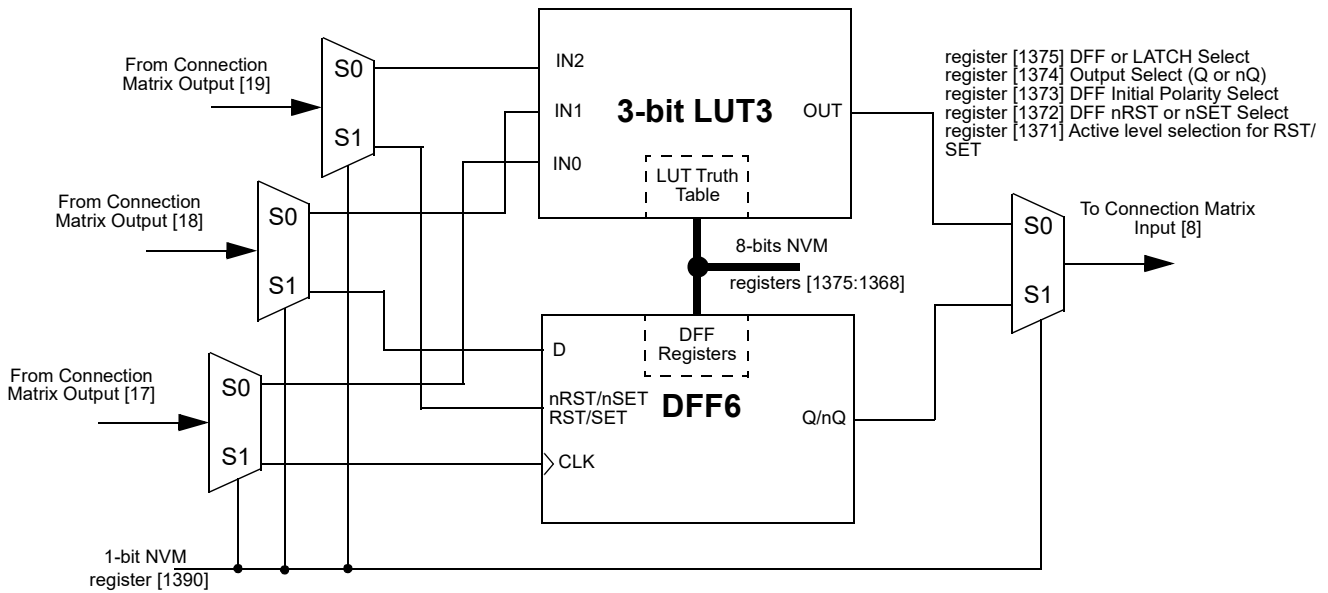 From Connection
Matrix Output [19]
S0
S1
From Connection
Matrix Output [18]
S0
S1
From Connection
Matrix Output [17]
S0
S1
1-bit NVM
register [1390]
IN2
IN1
IN0
3-bit LUT3
OUT
LUT Truth
Table
8-bits NVM
registers [1375:1368]
DFF
Registers
D
nRST/nSET
RST/SET
DFF6
Q/nQ
CLK
register [1375] DFF or LATCH Select
register [1374] Output Select (Q or nQ)
register [1373] DFF Initial Polarity Select
register [1372] DFF nRST or nSET Select
register [1371] Active level selection for RST/
SET
S0
S1
To Connection Matrix
Input [8]